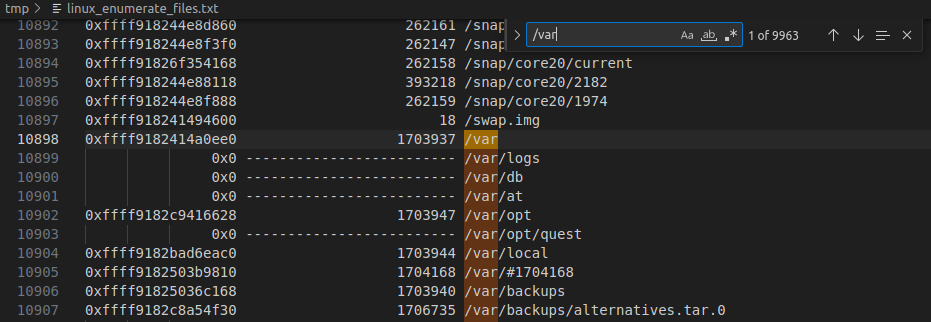 tmp > linux_enumerate_files.txt
10892 0xffff918244e8d860 262161 /snap
10893 0xffff918244e8f3f0 262147 /snap
/var Aa ab .* 1 of 9963
10894 0xffff91826f354168 262158 /snap/core20/current
10895 0xffff918244e88118 393218 /snap/core20/2182
10896 0xffff918244e8f888 262159 /snap/core20/1974
10897 0xffff918241494600 18 /swap.img
10898 0xffff9182414a0ee0 1703937 /var
10899 0x0 ------------------------- /var/logs
10900 0x0 ------------------------- /var/db
10901 0x0 ------------------------- /var/at
10902 0xffff9182c9416628 1703947 /var/opt
10903 0x0 ------------------------- /var/opt/quest
10904 0xffff9182bad6eac0 1703944 /var/local
10905 0xffff9182503b9810 1704168 /var/#1704168
10906 0xffff91825036c168 1703940 /var/backups
10907 0xffff9182c8a54f30 1706735 /var/backups/alternatives.tar.0